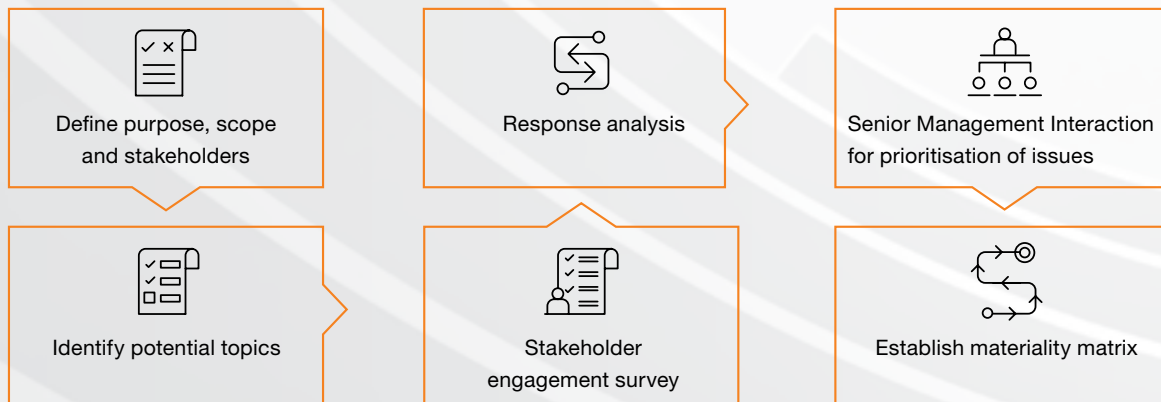 Define purpose, scope
and stakeholders
Identify potential topics
Stakeholder
engagement survey
Response analysis
Senior Management Interaction
for prioritisation of issues
Establish materiality matrix